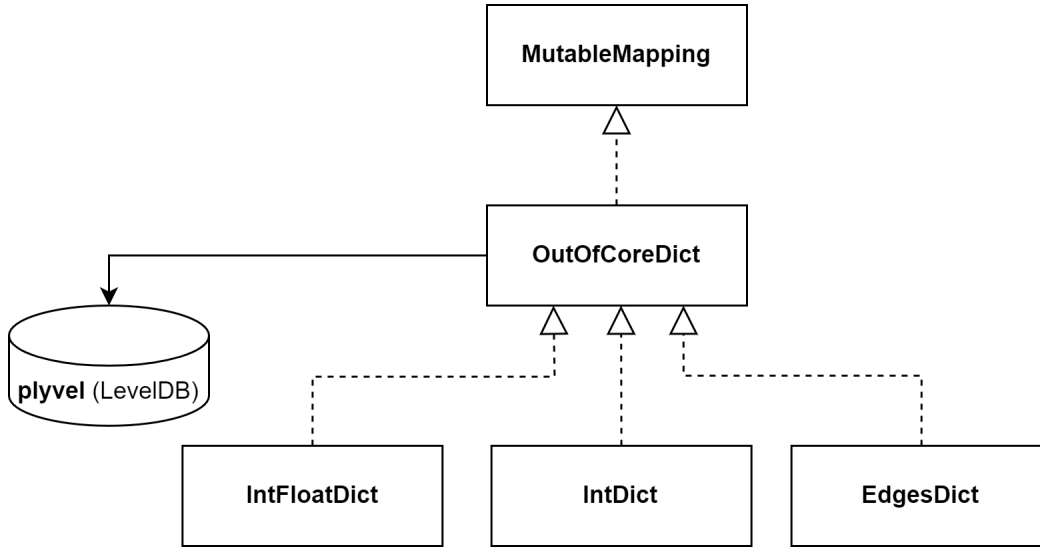 MutableMapping
OutOfCoreDict
plyvel (LevelDB)
IntFloatDict
IntDict
EdgesDict